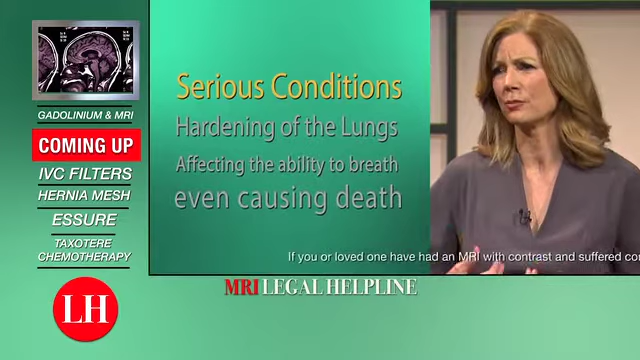 GADOLINIUM & MRI
COMING UP
IVC FILTERS
HERNIA MESH
ESSURE
TAXOTERE
CHEMOTHERAPY
LH
Serious Conditions
Hardening of the Lungs
Affecting the ability to breath
even causing death
If you or loved one have had an MRI with contrast and suffered co
MRI LEGAL HELPLINE